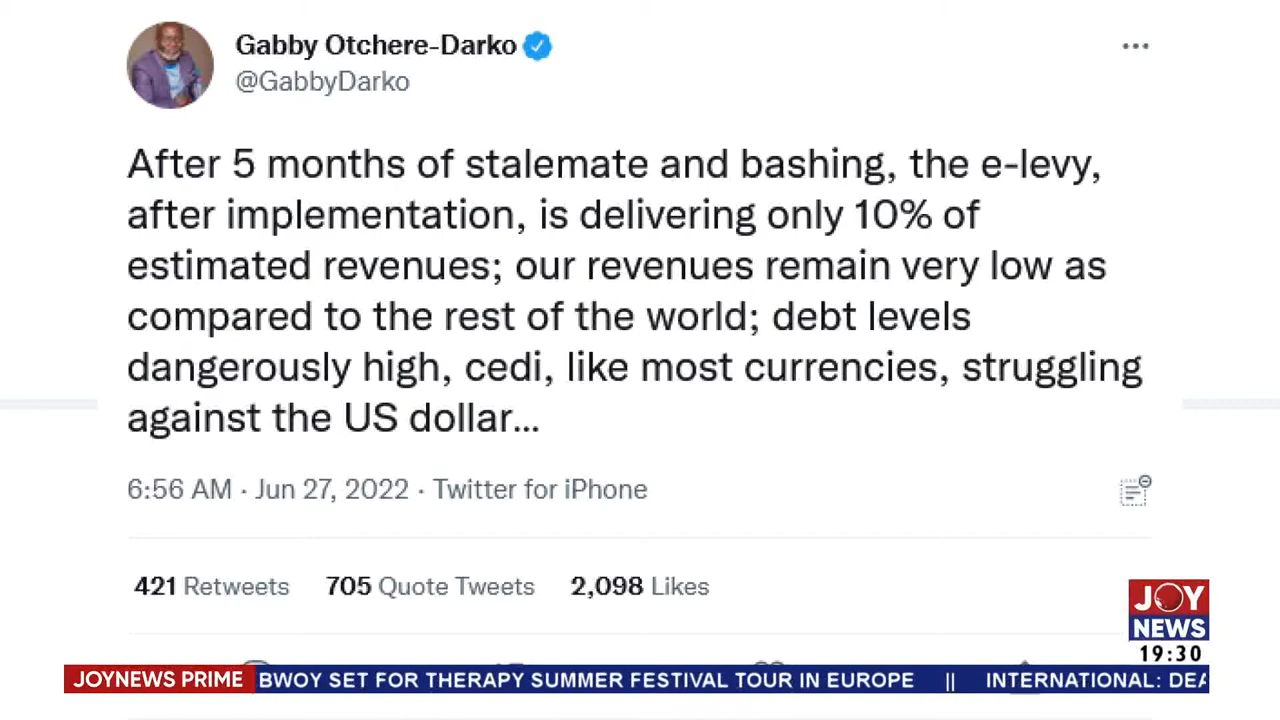 Gabby Otchere-Darko
@GabbyDarko
After 5 months of stalemate and bashing, the e-levy,
after implementation, is delivering only 10% of
estimated revenues; our revenues remain very low as
compared to the rest of the world; debt levels
dangerously high, cedi, like most currencies, struggling
against the US dollar...
6:56 AM · Jun 27, 2022 · Twitter for iPhone
421 Retweets 705 Quote Tweets 2,098 Likes
JOY
NEWS
19:30
JOYNEWS PRIME BWOY SET FOR THERAPY SUMMER FESTIVAL TOUR IN EUROPE || INTERNATIONAL: DEA